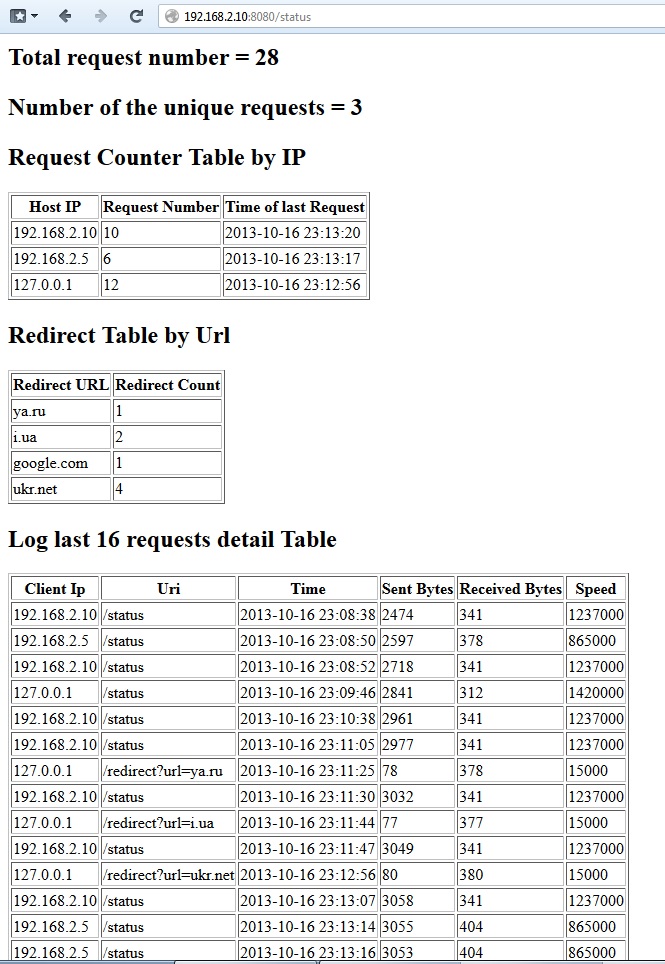 192.168.2.10:8080/status
Total request number = 28
Number of the unique requests = 3
Request Counter Table by IP
Host IP Request Number Time of last Request
192.168.2.10 10 2013-10-16 23:13:20
192.168.2.5 6 2013-10-16 23:13:17
127.0.0.1 12 2013-10-16 23:12:56
Redirect Table by Url
Redirect URL Redirect Count
ya.ru 1
i.ua 2
google.com 1
ukr.net 4
Log last 16 requests detail Table
Client Ip Uri Time Sent Bytes Received Bytes Speed
192.168.2.10 /status 2013-10-16 23:08:38 2474 341 1237000
192.168.2.5 /status 2013-10-16 23:08:50 2597 378 865000
192.168.2.10 /status 2013-10-16 23:08:52 2718 341 1237000
127.0.0.1 /status 2013-10-16 23:09:46 2841 312 1420000
192.168.2.10 /status 2013-10-16 23:10:38 2961 341 1237000
192.168.2.10 /status 2013-10-16 23:11:05 2977 341 1237000
127.0.0.1 /redirect?url=ya.ru 2013-10-16 23:11:25 78 378 15000
192.168.2.10 /status 2013-10-16 23:11:30 3032 341 1237000
127.0.0.1 /redirect?url=i.ua 2013-10-16 23:11:44 77 377 15000
192.168.2.10 /status 2013-10-16 23:11:47 3049 341 1237000
127.0.0.1 /redirect?url=ukr.net 2013-10-16 23:12:56 80 380 15000
192.168.2.10 /status 2013-10-16 23:13:07 3058 341 1237000
192.168.2.5 /status 2013-10-16 23:13:14 3055 404 865000
192.168.2.5 /status 2013-10-16 23:13:16 3053 404 865000